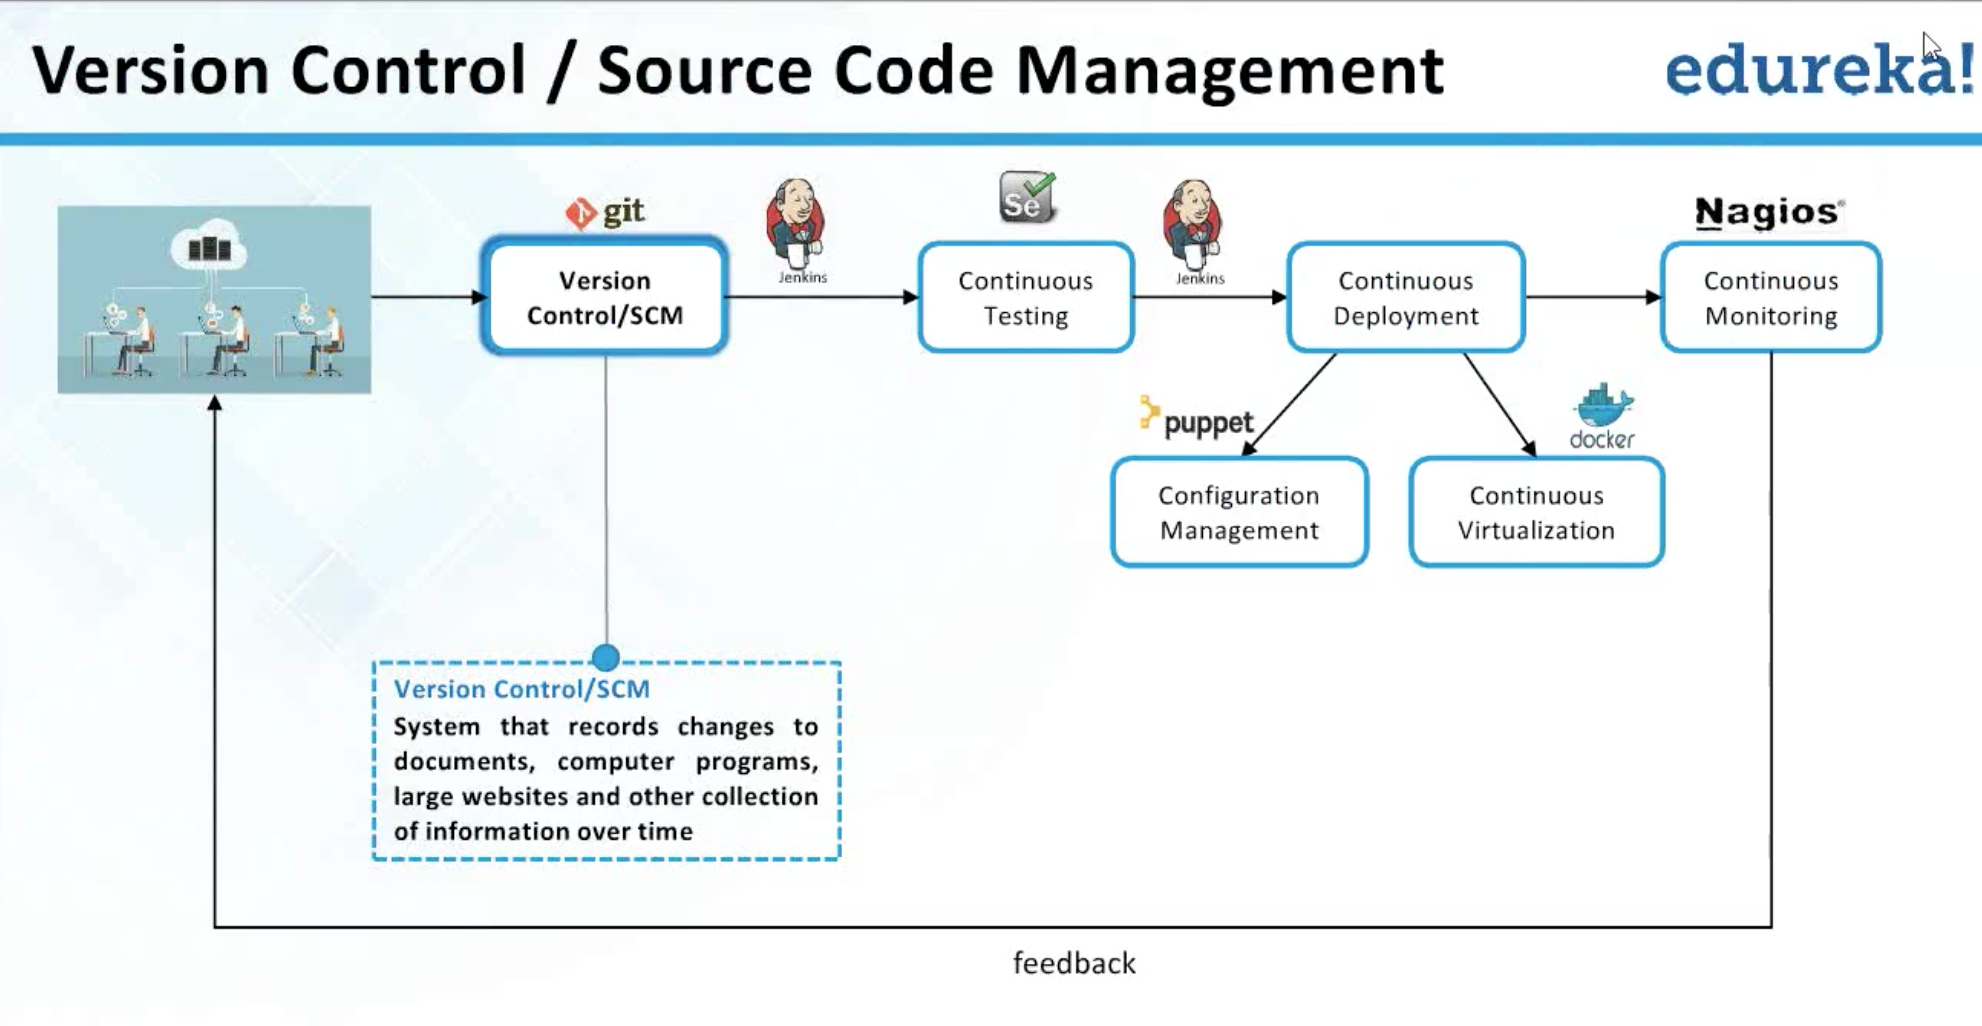 Version Control / Source Code Management
edureka!
git
Jenkins
Se
Jenkins
Nagios®
Version
Control/SCM
Continuous
Testing
Continuous
Deployment
Continuous
Monitoring
puppet
docker
Configuration
Management
Continuous
Virtualization
Version Control/SCM
System that records changes to
documents, computer programs,
large websites and other collection
of information over time
feedback